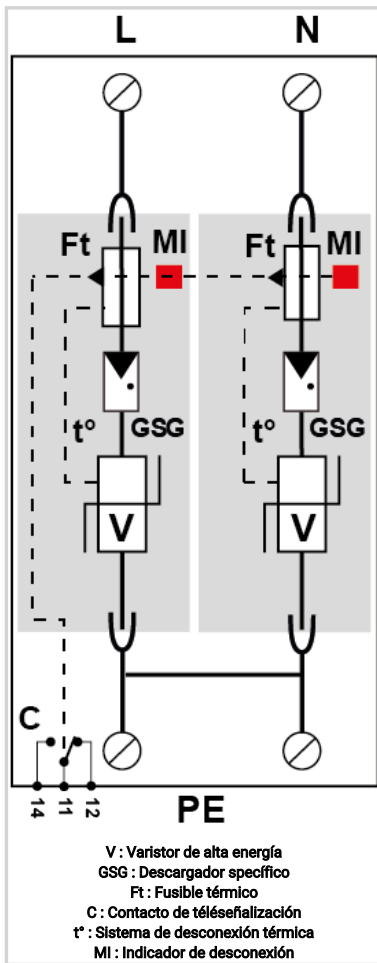 L N
Ft MI Ft MI
t° GSG t° GSG
V V
C
14 11 12
PE
V : Varistor de alta energía
GSG : Descargador specífico
Ft : Fusible térmico
C : Contacto de téléseñalización
t° : Sistema de desconexión térmica
MI : Indicador de desconexión